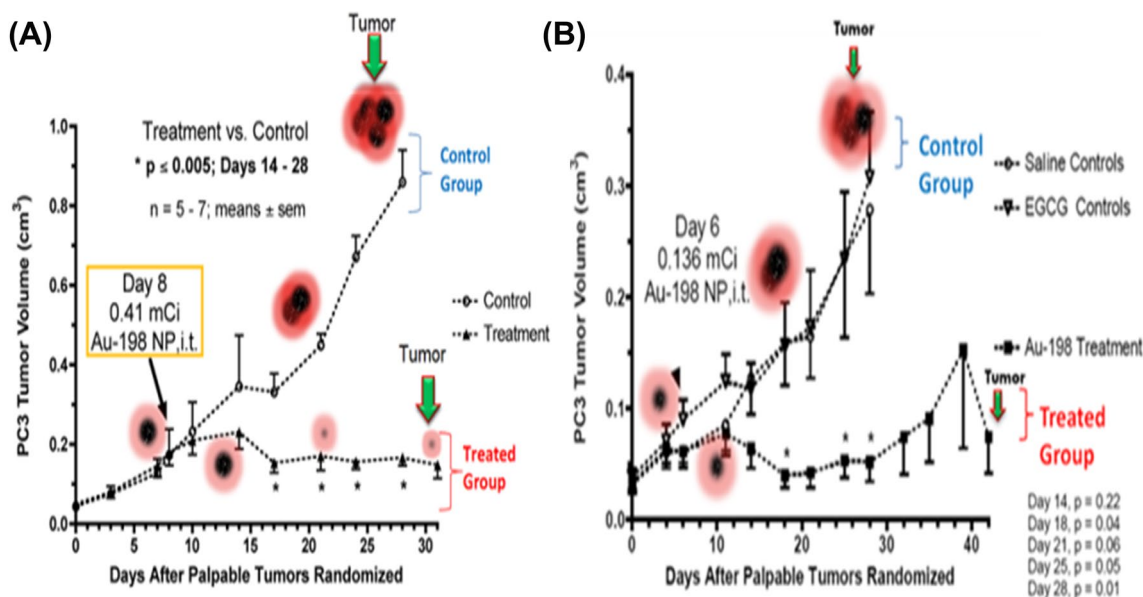 (A)
Tumor
Treatment vs. Control
* p ≤ 0.005; Days 14 - 28
n = 5 - 7; means ± sem
Control
Group
Day 8
0.41 mCi
Au-198 NP,i.t.
Control
Treatment
Tumor
Treated
Group
* * * *
PC3 Tumor Volume (cm³)
1.0
0.8
0.6
0.4
0.2
0.0
0 5 10 15 20 25 30
Days After Palpable Tumors Randomized
(B)
Tumor
Control
Group
Saline Controls
EGCG Controls
Day 6
0.136 mCi
Au-198 NP,i.t.
Au-198 Treatment
Tumor
Treated
Group
* * *
PC3 Tumor Volume (cm³)
0.4
0.3
0.2
0.1
0.0
0 10 20 30 40
Days After Palpable Tumors Randomized
Day 14, p = 0.22
Day 18, p = 0.04
Day 21, p = 0.06
Day 25, p = 0.05
Day 28, p = 0.01